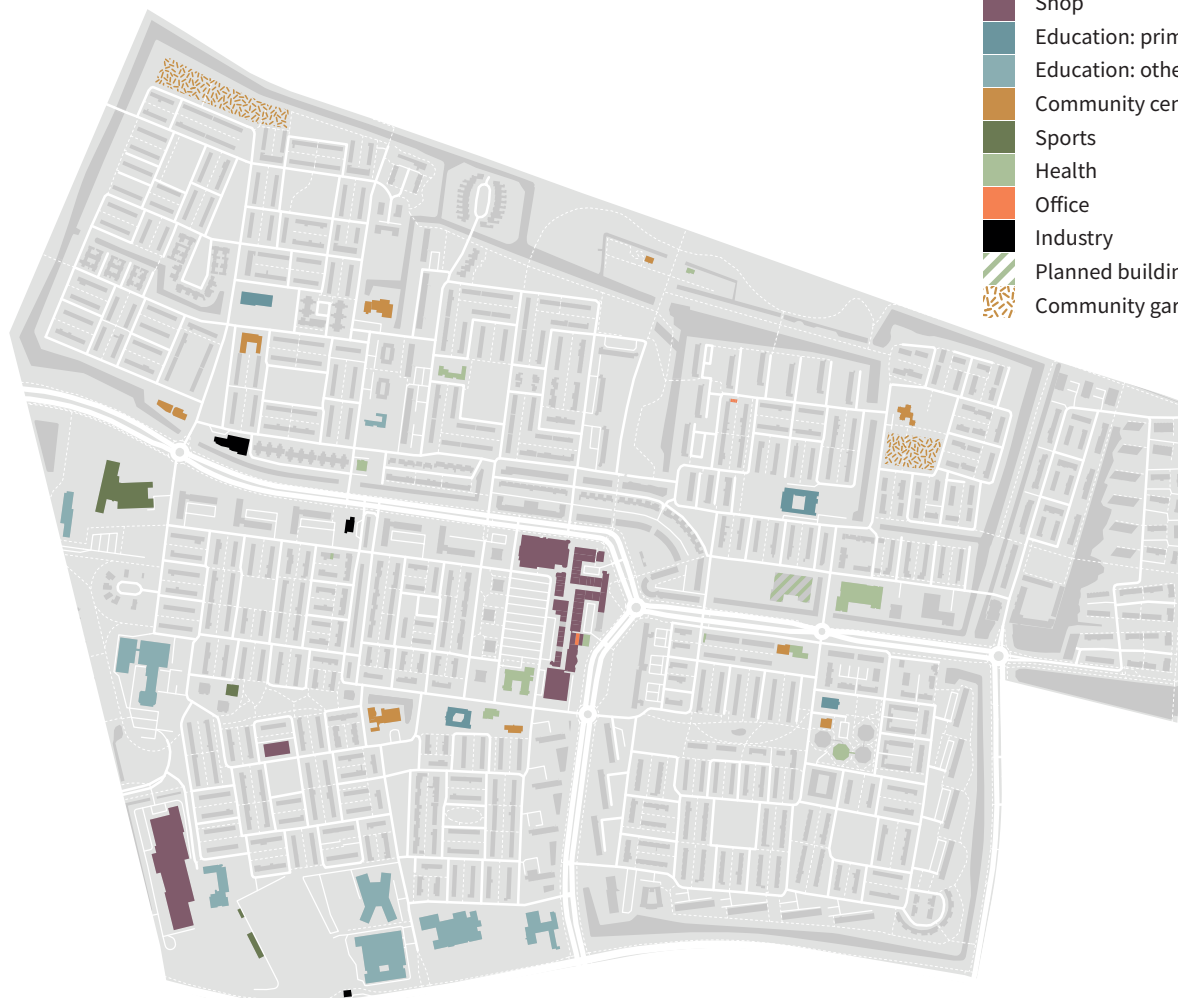 Shop
Education: prim
Education: othe
Community cen
Sports
Health
Office
Industry
Planned buildin
Community gar